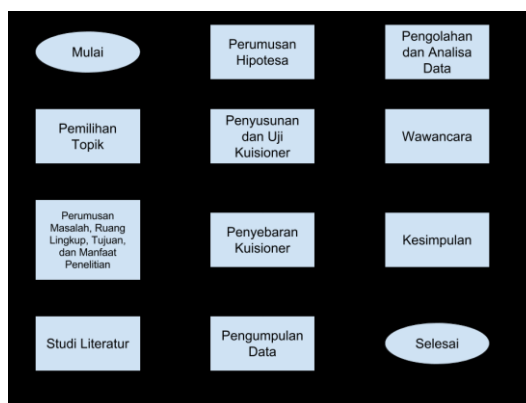 Mulai
Pemilihan
Topik
Perumusan
Masalah, Ruang
Lingkup, Tujuan,
dan Manfaat
Penelitian
Studi Literatur
Perumusan
Hipotesa
Penyusunan
dan Uji
Kuisioner
Penyebaran
Kuisioner
Pengumpulan
Data
Pengolahan
dan Analisa
Data
Wawancara
Kesimpulan
Selesai